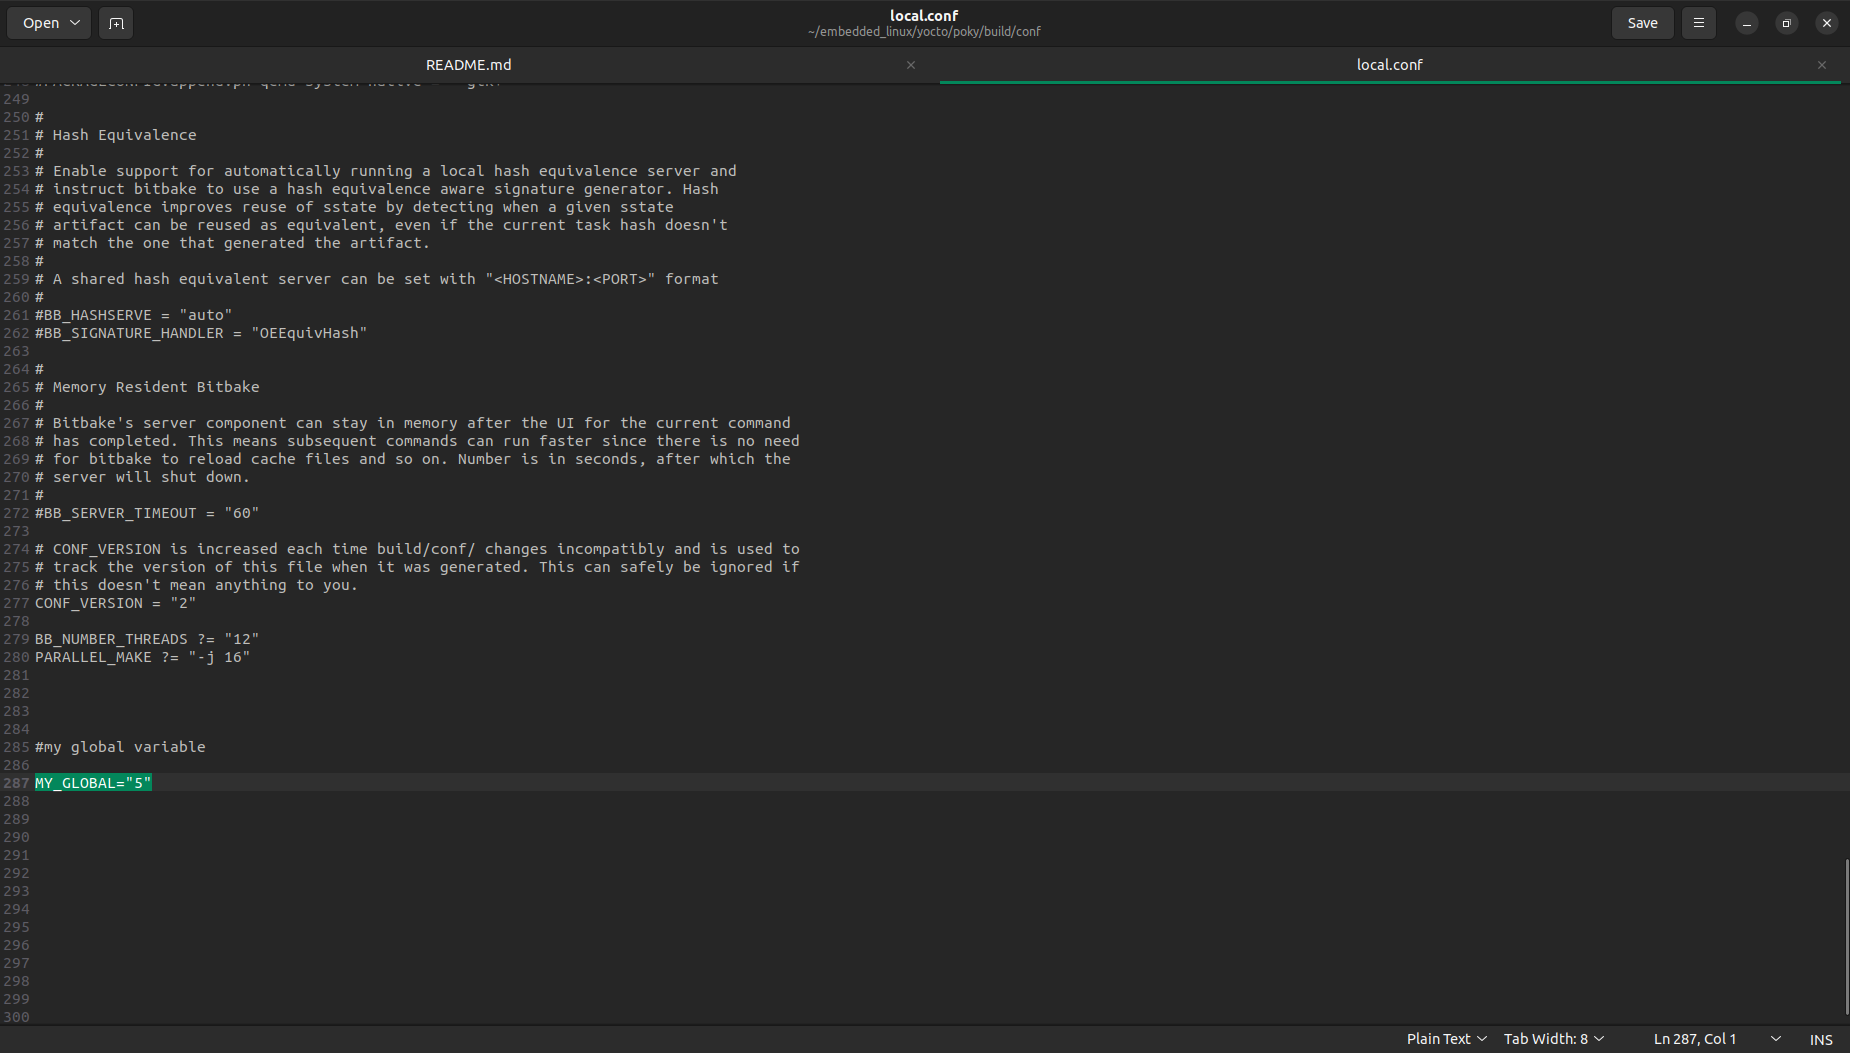 Open
local.conf
~/embedded_linux/yocto/poky/build/conf
Save
README.md
local.conf
249
250 #
251 # Hash Equivalence
252 #
253 # Enable support for automatically running a local hash equivalence server and
254 # instruct bitbake to use a hash equivalence aware signature generator. Hash
255 # equivalence improves reuse of sstate by detecting when a given sstate
256 # artifact can be reused as equivalent, even if the current task hash doesn't
257 # match the one that generated the artifact.
258 #
259 # A shared hash equivalent server can be set with "<HOSTNAME>:<PORT>" format
260 #
261 #BB_HASHSERVE = "auto"
262 #BB_SIGNATURE_HANDLER = "OEEquivHash"
263
264 #
265 # Memory Resident Bitbake
266 #
267 # Bitbake's server component can stay in memory after the UI for the current command
268 # has completed. This means subsequent commands can run faster since there is no need
269 # for bitbake to reload cache files and so on. Number is in seconds, after which the
270 # server will shut down.
271 #
272 #BB_SERVER_TIMEOUT = "60"
273
274 # CONF_VERSION is increased each time build/conf/ changes incompatibly and is used to
275 # track the version of this file when it was generated. This can safely be ignored if
276 # this doesn't mean anything to you.
277 CONF_VERSION = "2"
278
279 BB_NUMBER_THREADS ?= "12"
280 PARALLEL_MAKE ?= "-j 16"
281
282
283
284
285 #my global variable
286
287 MY_GLOBAL="5"
288
289
290
291
292
293
294
295
296
297
298
299
300
Plain Text Tab Width: 8 Ln 287, Col 1 INS